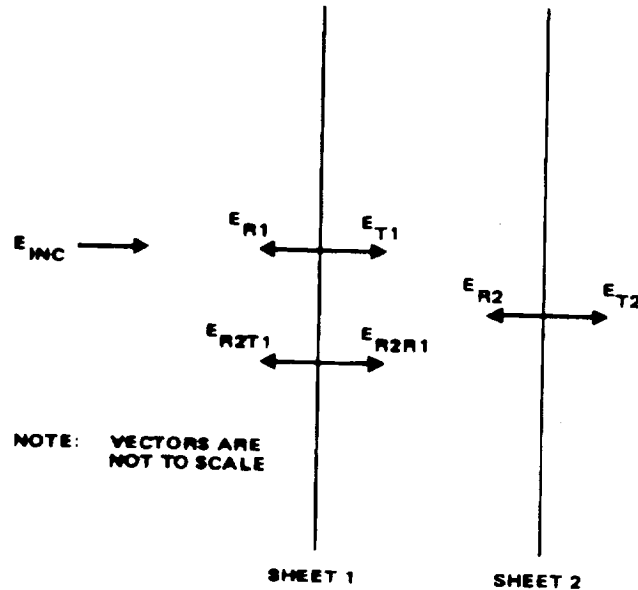 E_R1 E_T1
E_INC
E_R2 E_T2
E_R2T1 E_R2R1
NOTE: VECTORS ARE
NOT TO SCALE
SHEET 1 SHEET 2